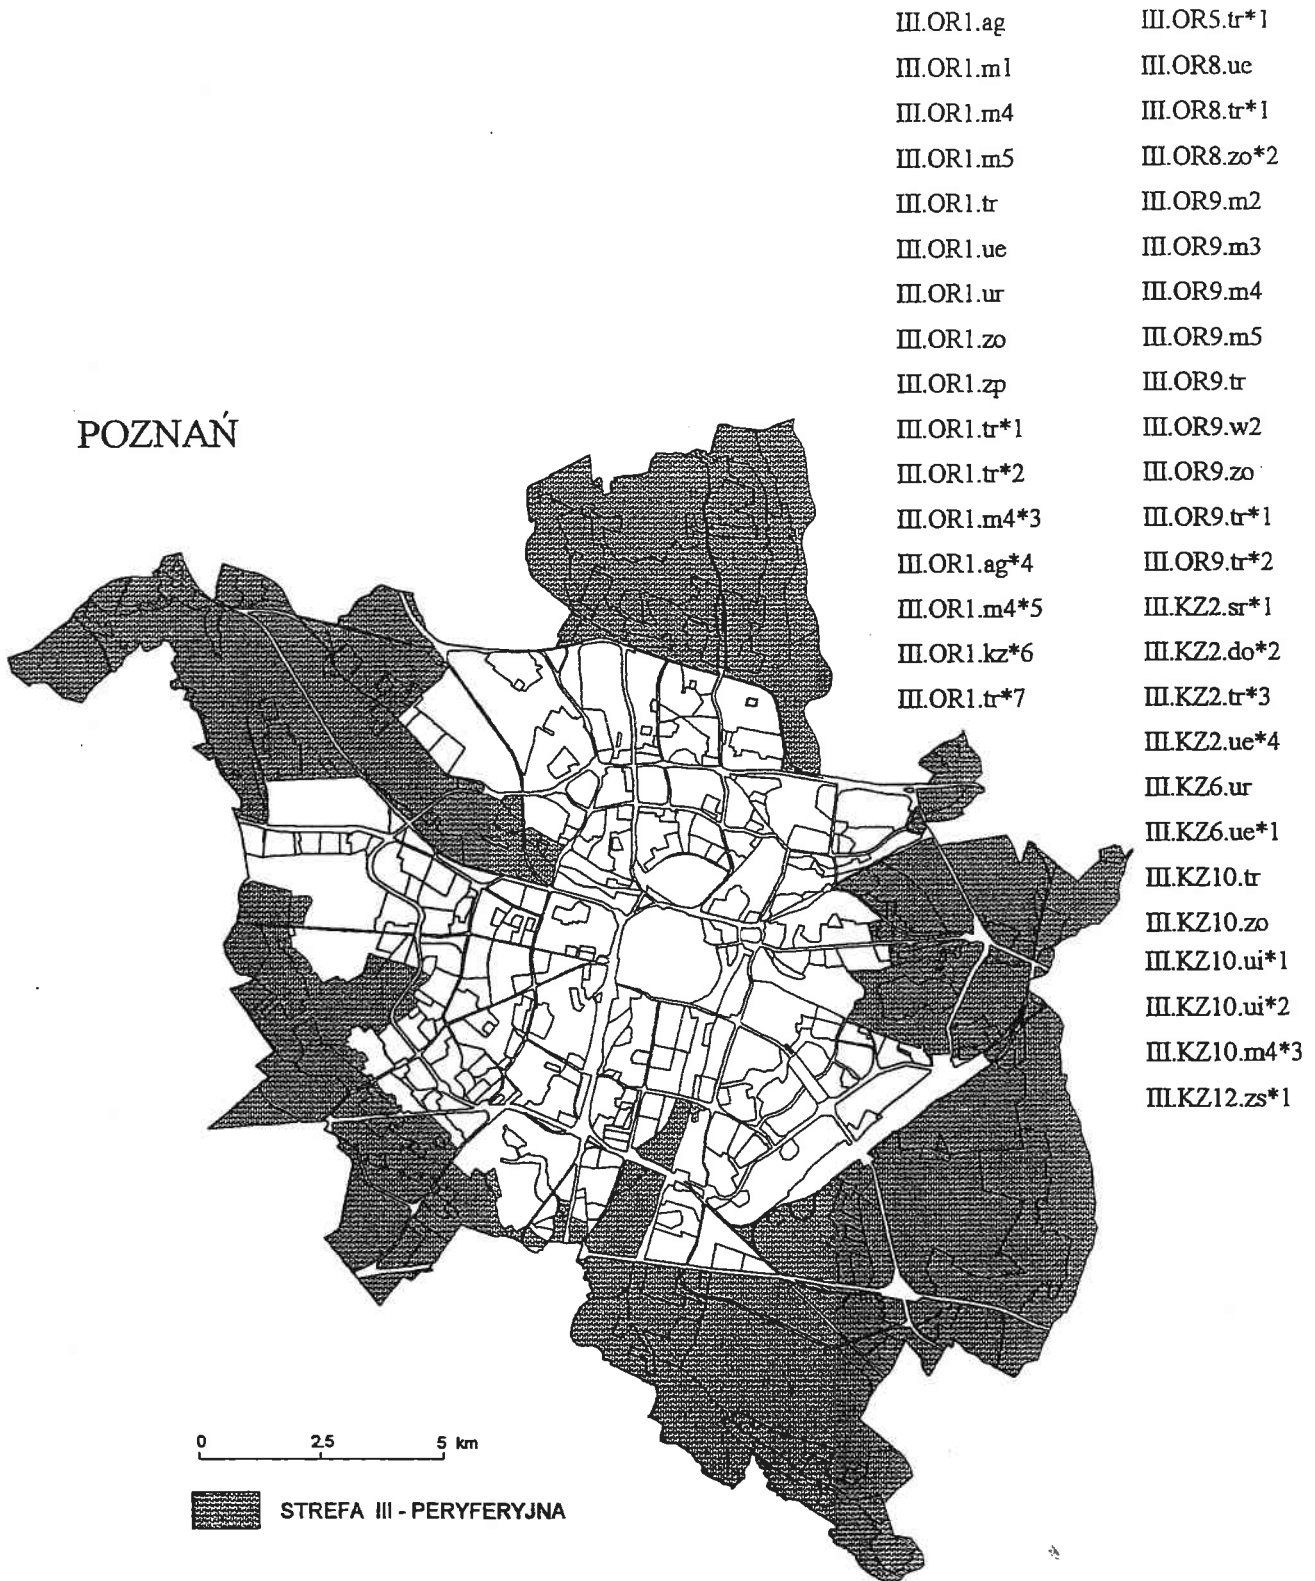 III.OR1.ag
III.OR1.m1
III.OR1.m4
III.OR1.m5
III.OR1.tr
III.OR1.ue
III.OR1.ur
III.OR1.zo
III.OR1.zp
III.OR1.tr*1
III.OR1.tr*2
III.OR1.m4*3
III.OR1.ag*4
III.OR1.m4*5
III.OR1.kz*6
III.OR1.tr*7
III.OR5.tr*1
III.OR8.ue
III.OR8.tr*1
III.OR8.zo*2
III.OR9.m2
III.OR9.m3
III.OR9.m4
III.OR9.m5
III.OR9.tr
III.OR9.w2
III.OR9.zo
III.OR9.tr*1
III.OR9.tr*2
III.KZ2.sr*1
III.KZ2.do*2
III.KZ2.tr*3
III.KZ2.ue*4
III.KZ6.ur
III.KZ6.ue*1
III.KZ10.tr
III.KZ10.zo
III.KZ10.ui*1
III.KZ10.ui*2
III.KZ10.m4*3
III.KZ12.zs*1
POZNAŃ
0 2.5 5 km
STREFA III - PERYFERYJNA